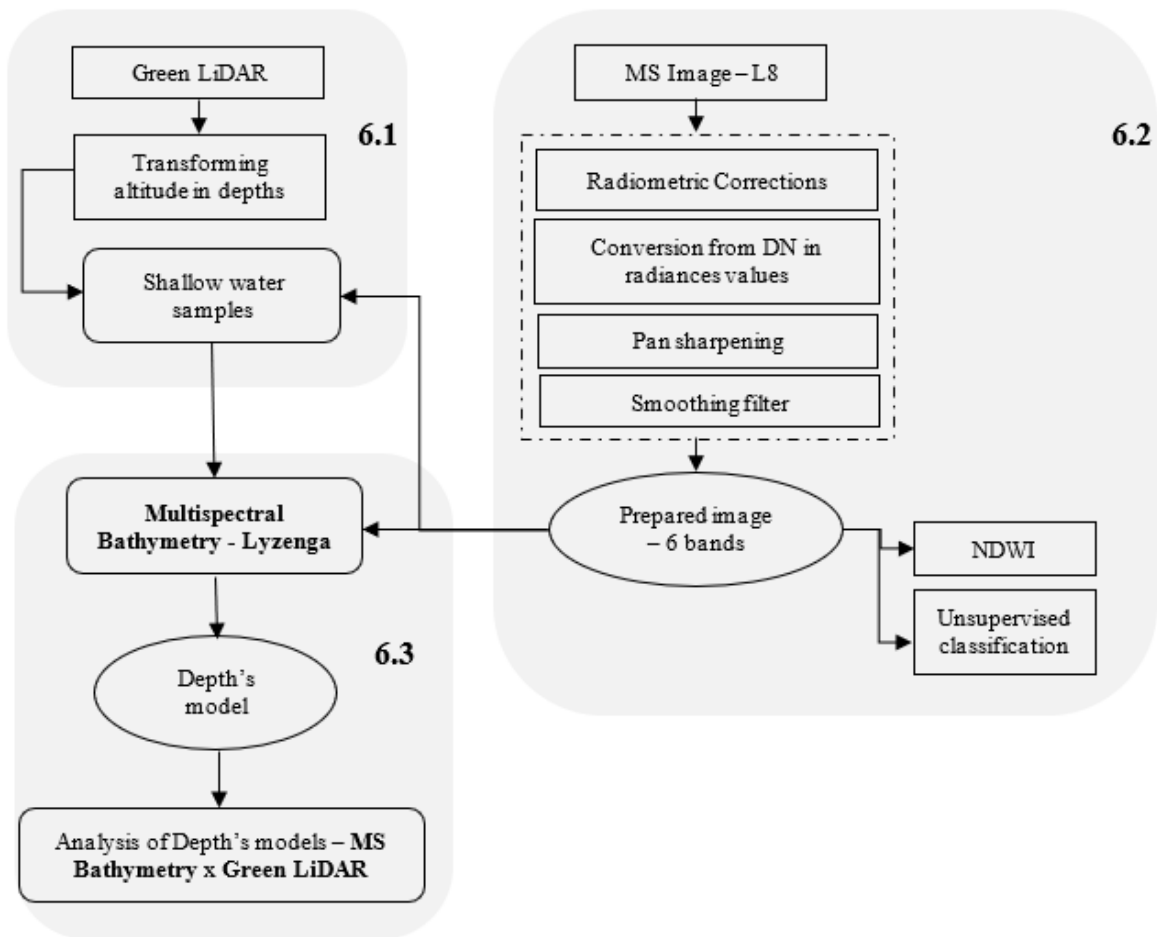 Green LiDAR
6.1
Transforming
altitude in depths
Shallow water
samples
MS Image – L8
6.2
Radiometric Corrections
Conversion from DN in
radiances values
Pan sharpening
Smoothing filter
Prepared image
– 6 bands
NDWI
Unsupervised
classification
Multispectral
Bathymetry - Lyzenga
6.3
Depth's
model
Analysis of Depth's models – MS
Bathymetry x Green LiDAR